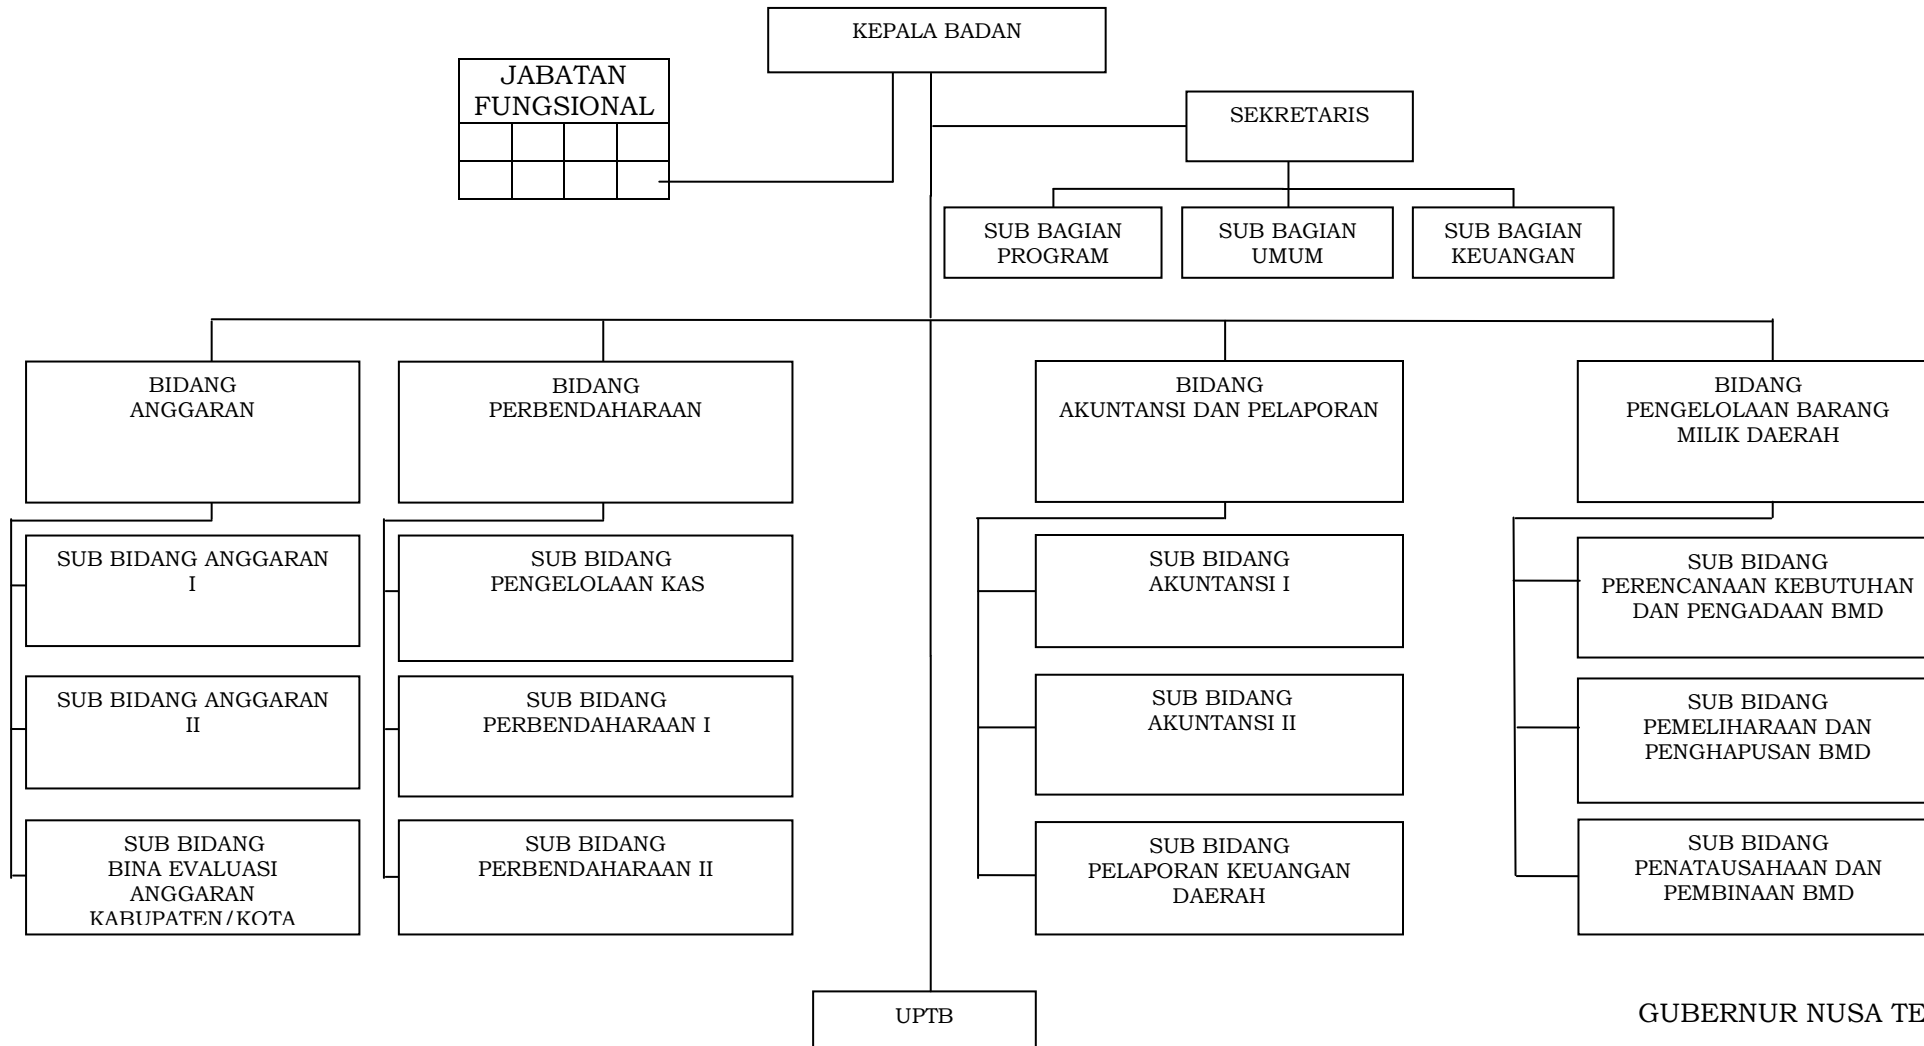 KEPALA BADAN
JABATAN
FUNGSIONAL
SEKRETARIS
SUB BAGIAN
PROGRAM
SUB BAGIAN
UMUM
SUB BAGIAN
KEUANGAN
BIDANG
ANGGARAN
BIDANG
PERBENDAHARAAN
BIDANG
AKUNTANSI DAN PELAPORAN
BIDANG
PENGELOLAAN BARANG
MILIK DAERAH
SUB BIDANG ANGGARAN
I
SUB BIDANG
PENGELOLAAN KAS
SUB BIDANG
AKUNTANSI I
SUB BIDANG
PERENCANAAN KEBUTUHAN
DAN PENGADAAN BMD
SUB BIDANG ANGGARAN
II
SUB BIDANG
PERBENDAHARAAN I
SUB BIDANG
AKUNTANSI II
SUB BIDANG
PEMELIHARAAN DAN
PENGHAPUSAN BMD
SUB BIDANG
BINA EVALUASI
ANGGARAN
KABUPATEN/KOTA
SUB BIDANG
PERBENDAHARAAN II
SUB BIDANG
PELAPORAN KEUANGAN
DAERAH
SUB BIDANG
PENATAUSAHAAN DAN
PEMBINAAN BMD
UPTB
GUBERNUR NUSA TE